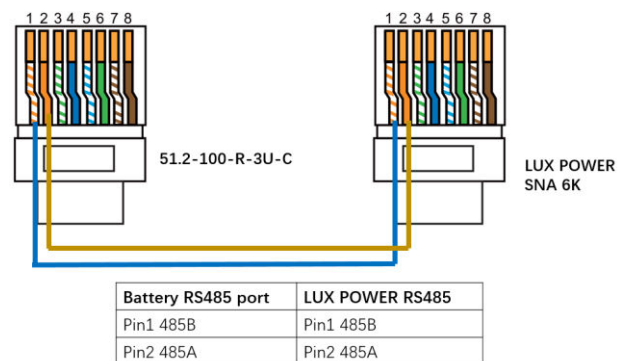 1 2 3 4 5 6 7 8
1 2 3 4 5 6 7 8
51.2-100-R-3U-C
LUX POWER
SNA 6K
Battery RS485 port LUX POWER RS485
Pin1 485B Pin1 485B
Pin2 485A Pin2 485A